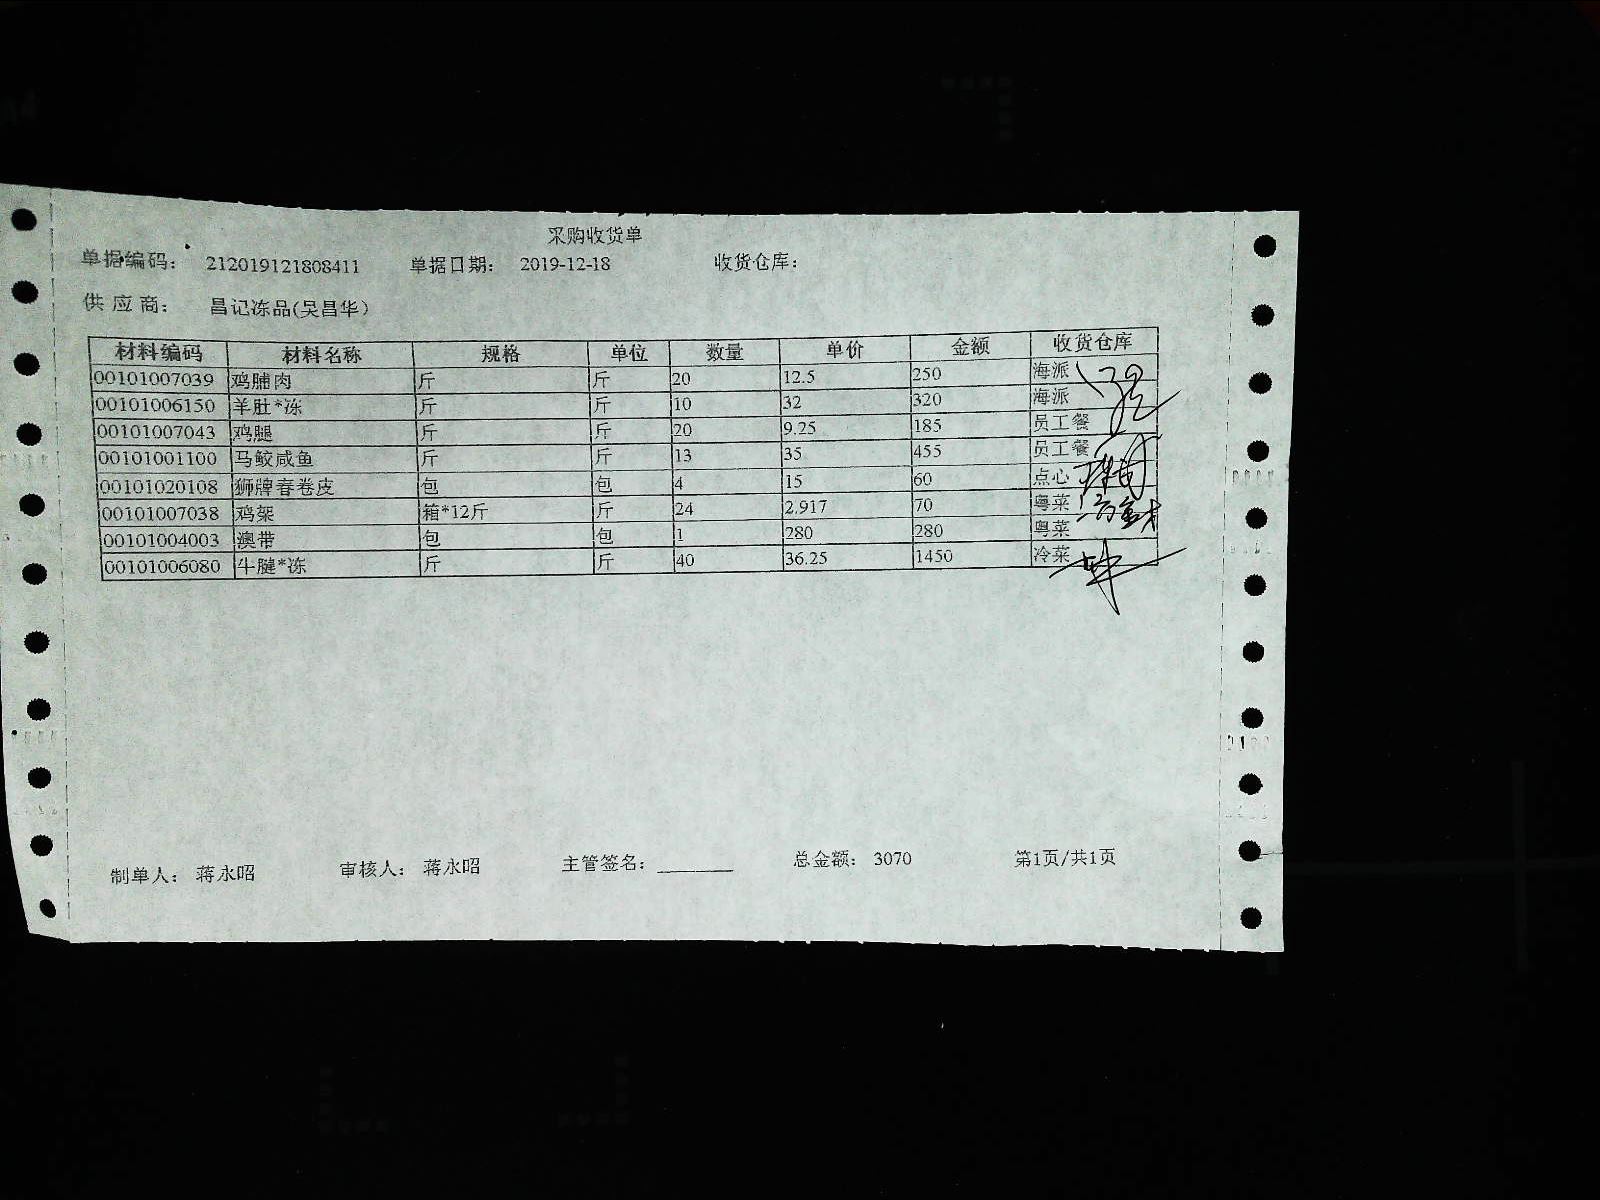 采购收货单
单据编码： 212019121808411 单据日期： 2019-12-18 收货仓库：
供应商： 昌记冻品(吴昌华)
材料编码 材料名称 规格 单位 数量 单价 金额 收货仓库
00101007039 鸡脯肉 斤 斤 20 12.5 250 海派
00101006150 羊肚*冻 斤 斤 10 32 320 海派
00101007043 鸡腿 斤 斤 20 9.25 185 员工餐
00101001100 马鲛咸鱼 斤 斤 13 35 455 员工餐
00101020108 狮牌春卷皮 包 包 4 15 60 点心
00101007038 鸡架 箱*12斤 斤 24 2.917 70 粤菜
00101004003 澳带 包 包 1 280 280 粤菜
00101006080 牛腱*冻 斤 斤 40 36.25 1450 冷菜
制单人： 蒋永昭 审核人： 蒋永昭 主管签名： 总金额： 3070 第1页/共1页